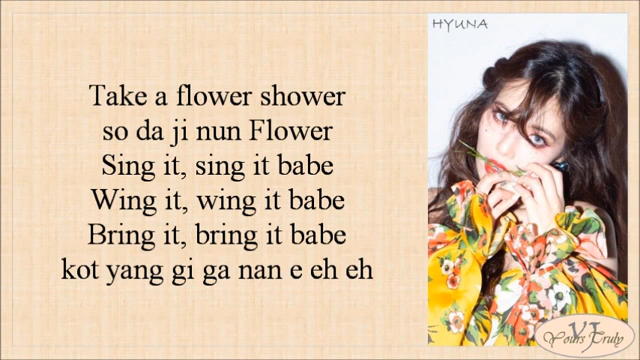 HYUNA
Take a flower shower
so da ji nun Flower
Sing it, sing it babe
Wing it, wing it babe
Bring it, bring it babe
kot yang gi ga nan e eh eh
VJ
Yours Truly